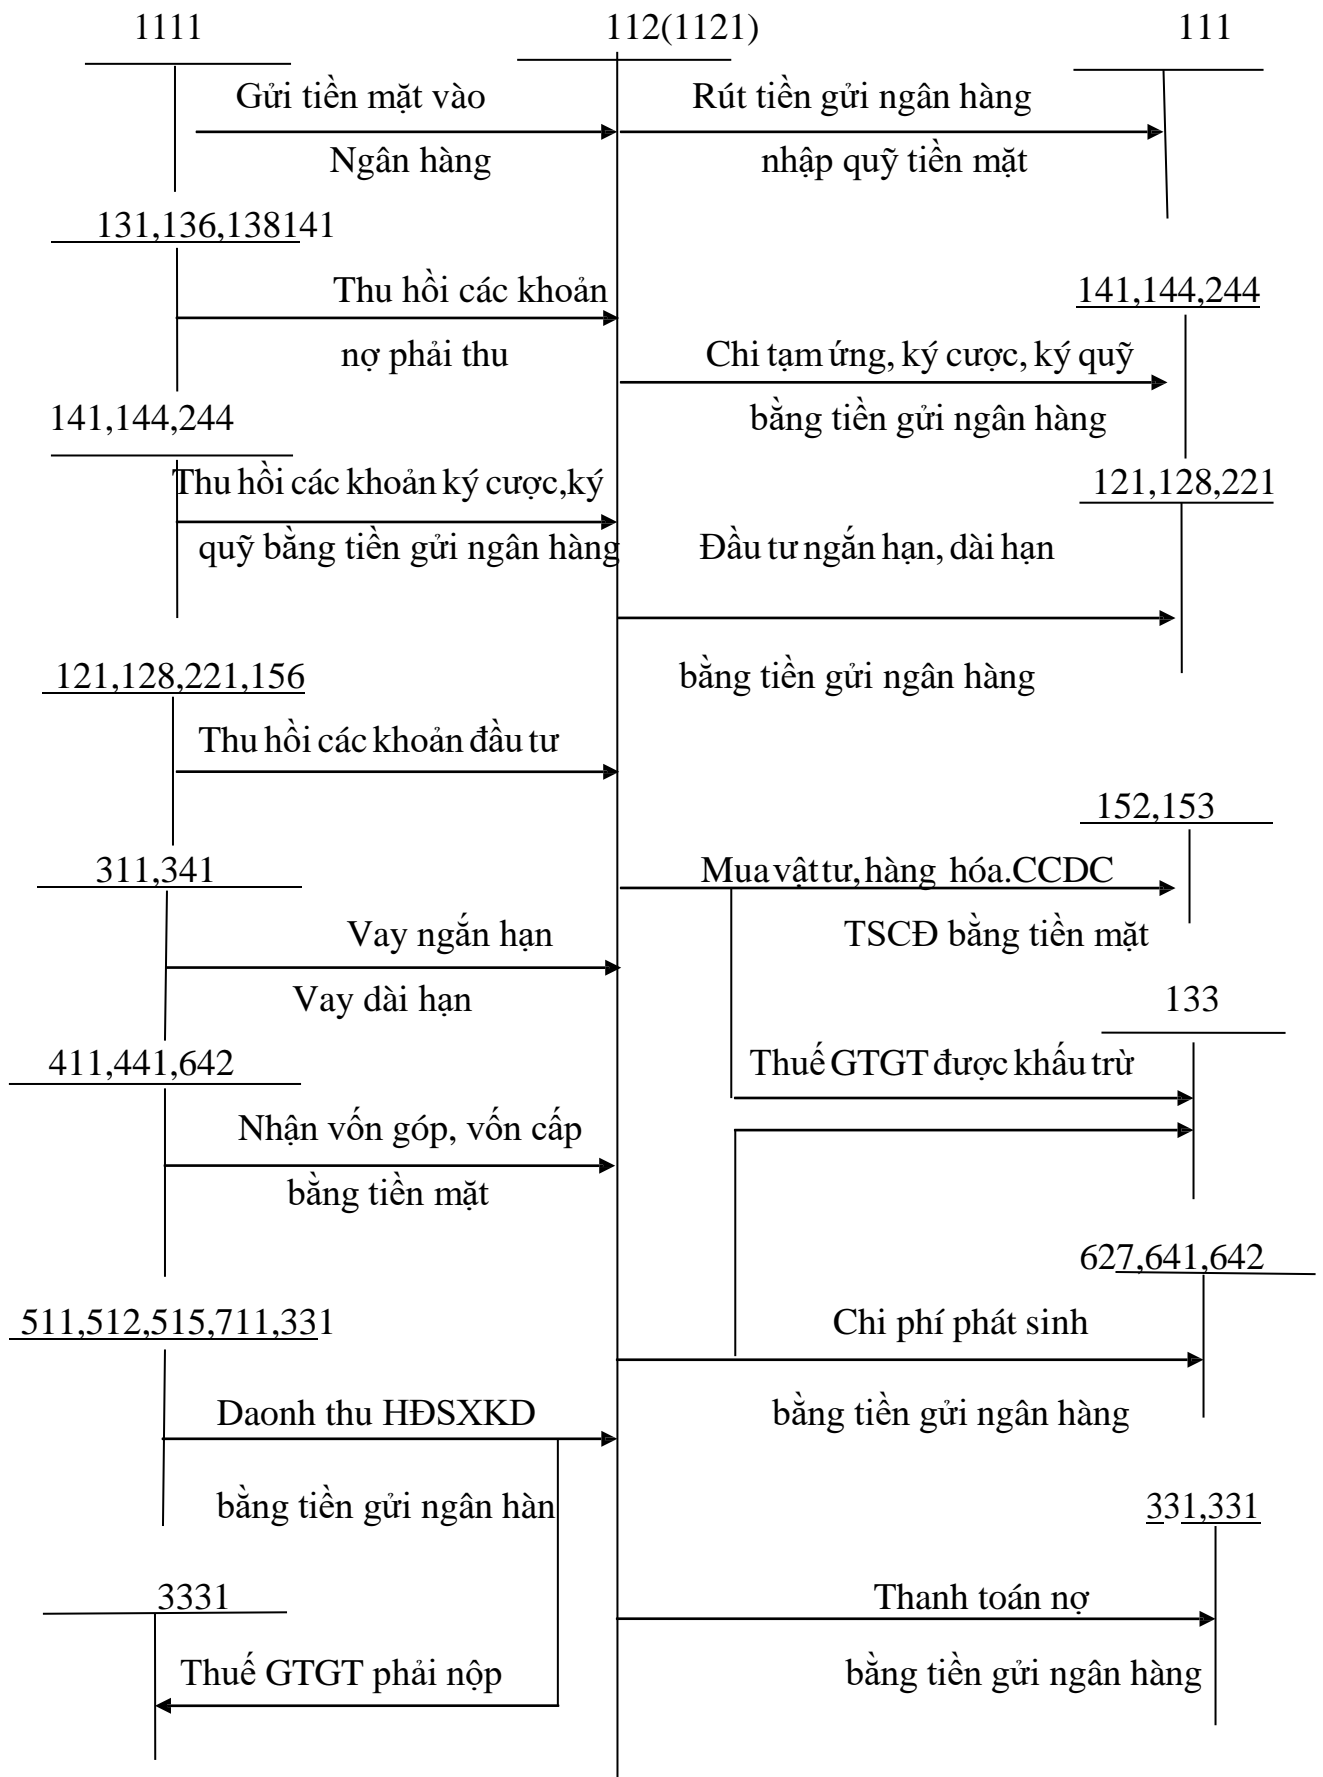 1111
112(1121)
111
Gửi tiền mặt vào
Rút tiền gửi ngân hàng
Ngân hàng
nhập quỹ tiền mặt
131,136,138141
Thu hồi các khoản
141,144,244
nợ phải thu
Chi tạm ứng, ký cược, ký quỹ
141,144,244
bằng tiền gửi ngân hàng
Thu hồi các khoản ký cược,ký
121,128,221
quỹ bằng tiền gửi ngân hàng
Đầu tư ngắn hạn, dài hạn
121,128,221,156
bằng tiền gửi ngân hàng
Thu hồi các khoản đầu tư
152,153
311,341
Mua vật tư, hàng hóa.CCDC
Vay ngắn hạn
TSCĐ bằng tiền mặt
Vay dài hạn
133
411,441,642
Thuế GTGT được khấu trừ
Nhận vốn góp, vốn cấp
bằng tiền mặt
627,641,642
511,512,515,711,331
Chi phí phát sinh
Daonh thu HĐSXKD
bằng tiền gửi ngân hàng
bằng tiền gửi ngân hàn
331,331
3331
Thanh toán nợ
Thuế GTGT phải nộp
bằng tiền gửi ngân hàng